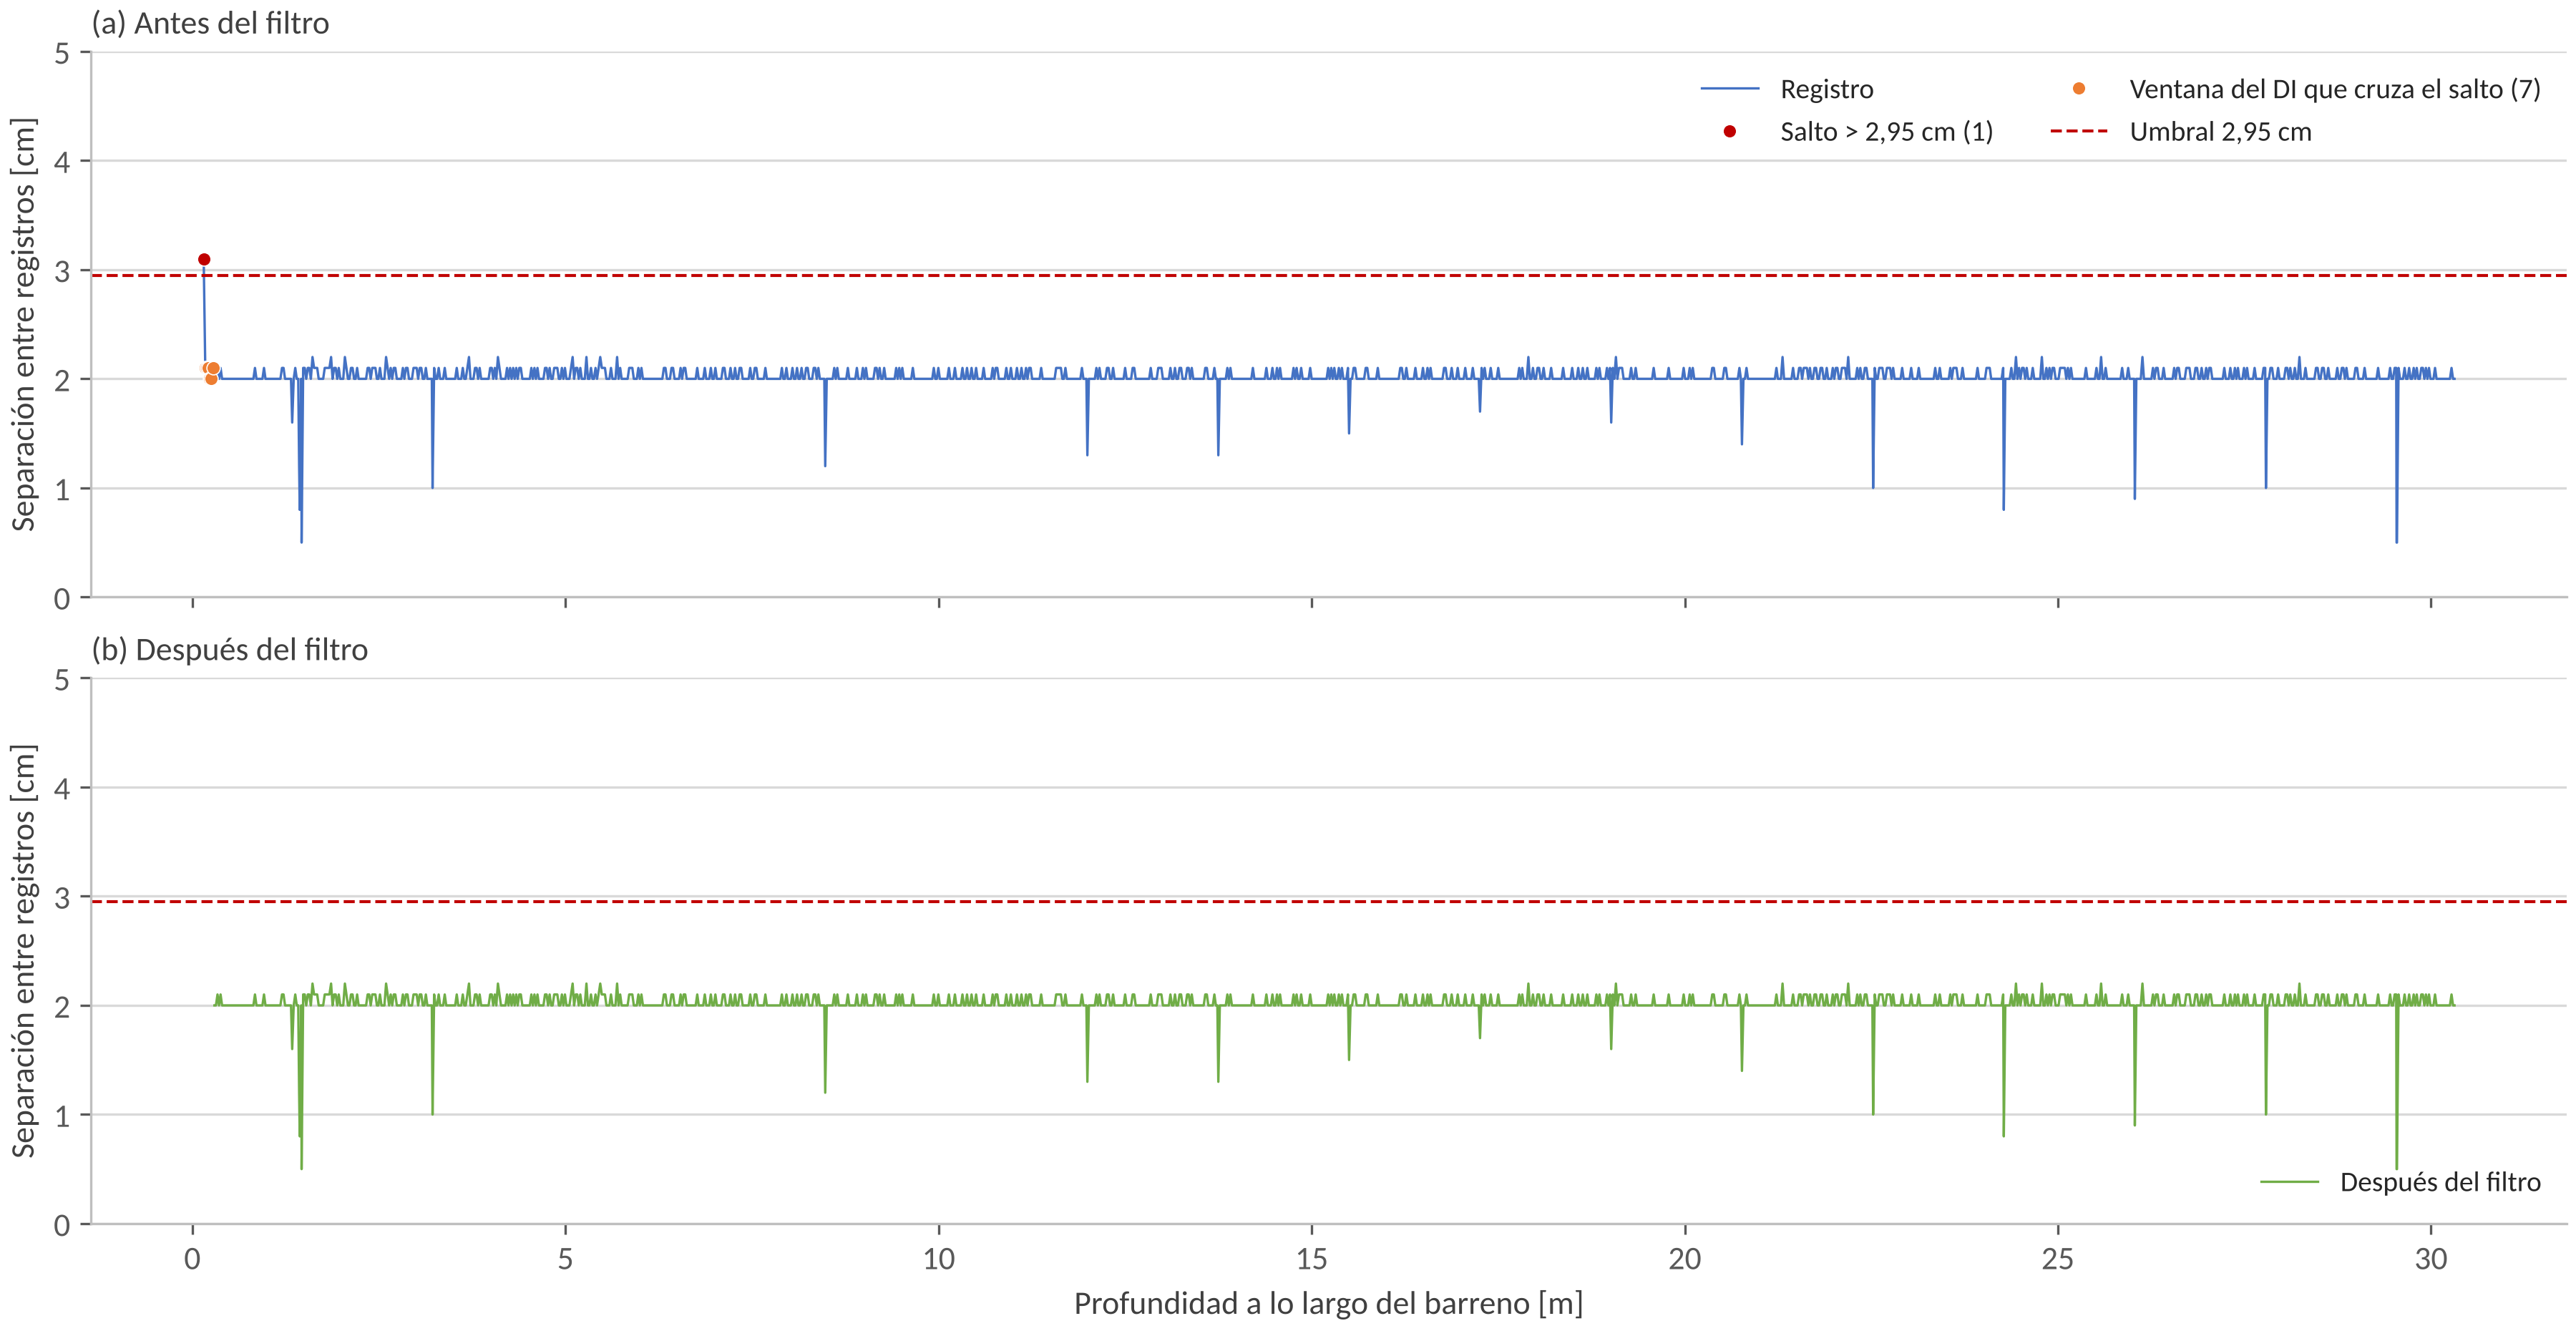 (a) Antes del filtro
Separación entre registros [cm]
5
4
3
2
1
0
Registro
Salto > 2,95 cm (1)
Ventana del DI que cruza el salto (7)
Umbral 2,95 cm
(b) Después del filtro
Separación entre registros [cm]
5
4
3
2
1
0
Después del filtro
0 5 10 15 20 25 30
Profundidad a lo largo del barreno [m]